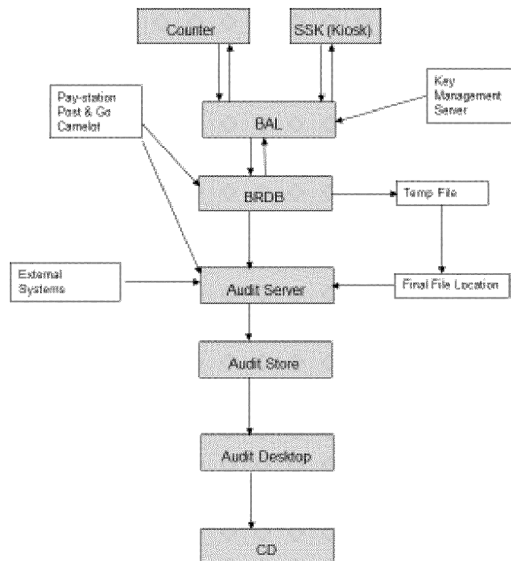 Counter
SSK (Kiosk)
Pay-station
Post & Go
Camelot
Key
Management
Server
BAL
BRDB
Temp File
External
Systems
Audit Server
Final File Location
Audit Store
Audit Desktop
CD